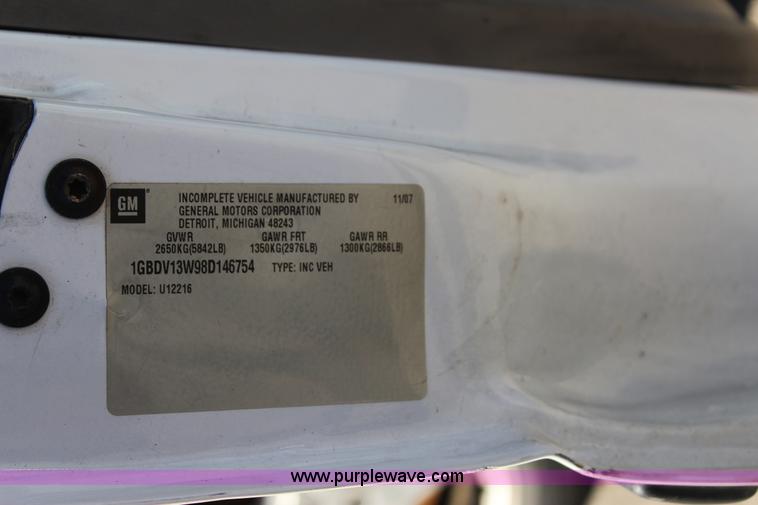 GM
INCOMPLETE VEHICLE MANUFACTURED BY 11/07
GENERAL MOTORS CORPORATION
DETROIT, MICHIGAN 48243
GVWR GAWR FRT GAWR RR
2650KG(5842LB) 1350KG(2976LB) 1300KG(2866LB)
1GBDV13W98D146754 TYPE: INC VEH
MODEL: U12216
www.purplewave.com